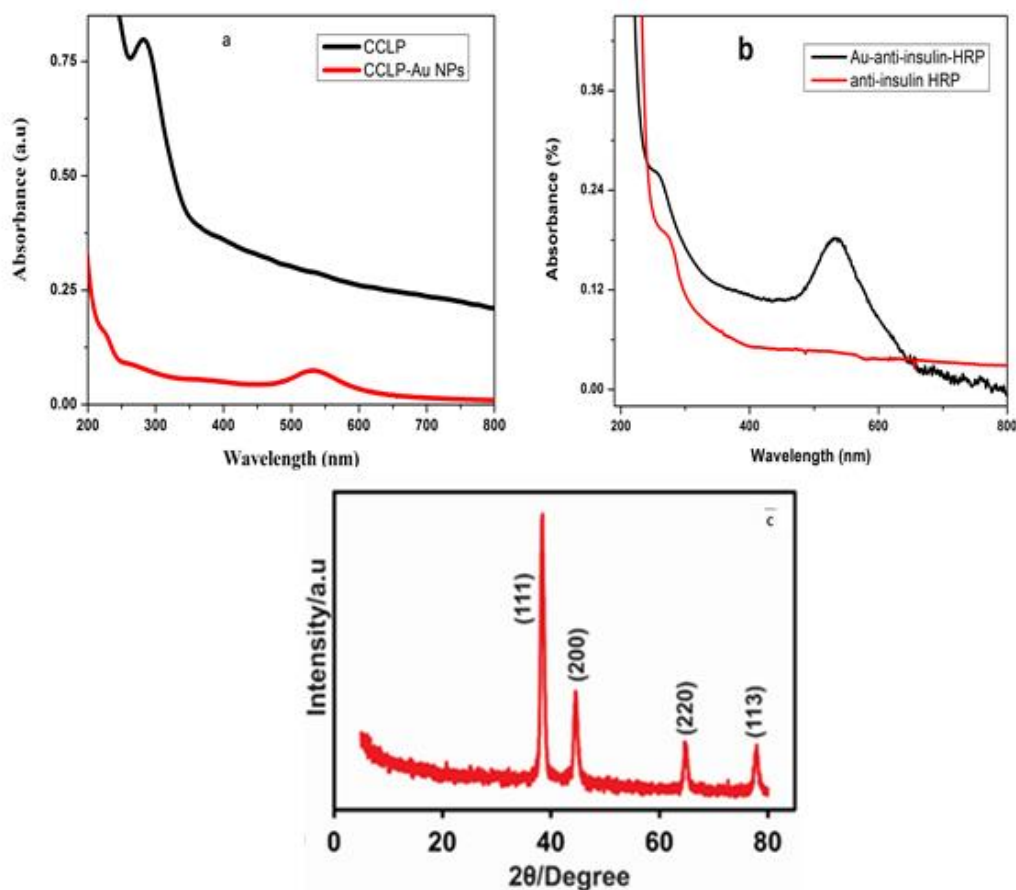 a
CCLP
CCLP-Au NPs
Absorbance (a.u)
0.75
0.50
0.25
0.00
200 300 400 500 600 700 800
Wavelength (nm)
b
Au-anti-insulin-HRP
anti-insulin HRP
Absorbance (%)
0.36
0.24
0.12
0.00
200 400 600 800
Wavelength (nm)
c
Intensity/a.u
(111)
(200)
(220)
(113)
0 20 40 60 80
2θ/Degree